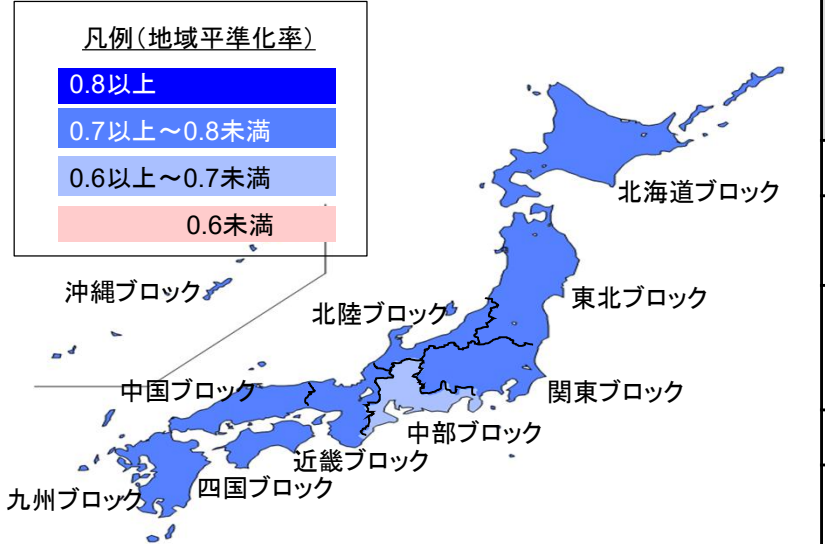 凡例(地域平準化率)
0.8以上
0.7以上～0.8未満
0.6以上～0.7未満
0.6未満
北海道ブロック
沖縄ブロック
東北ブロック
北陸ブロック
中国ブロック
関東ブロック
中部ブロック
近畿ブロック
四国ブロック
九州ブロック